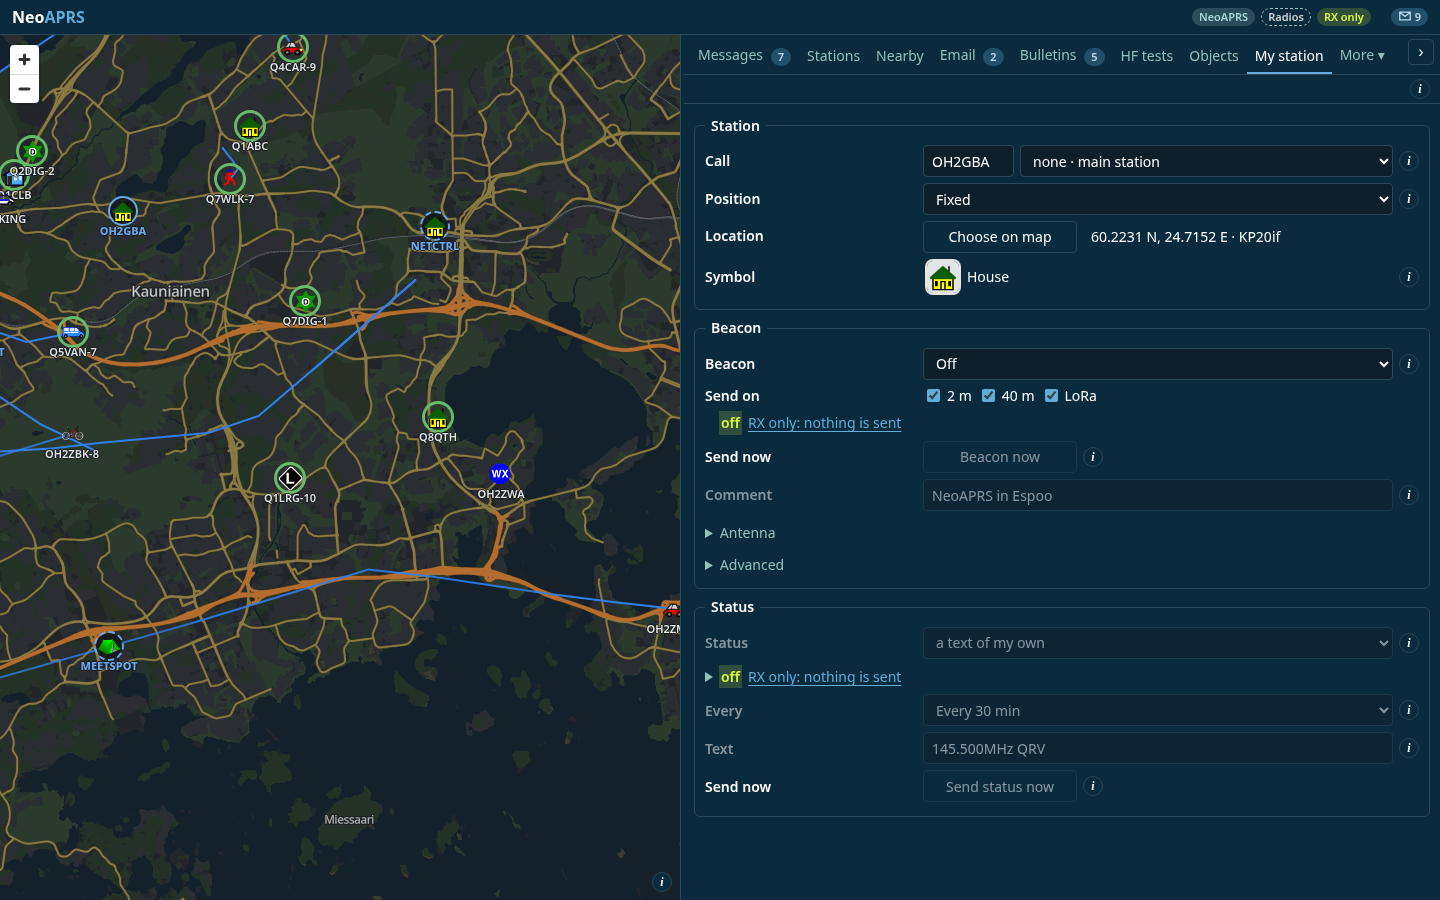 NeoAPRS
NeoAPRS
Radios
RX only
9
Messages 7
Stations
Nearby
Email 2
Bulletins 5
HF tests
Objects
My station
More ▾
›
i
+
−
Q4CAR-9
Q1ABC
Q2DIG-2
Q7WLK-7
KING
OH2GBA
NETCTRL
Kauniainen
Q7DIG-1
Q5VAN-7
Q8QTH
OH2ZBK-8
WX
OH2ZWA
L
Q1LRG-10
MEETSPOT
Miessaari
i
Station
Call
OH2GBA
none · main station
i
Position
Fixed
i
Location
Choose on map
60.2231 N, 24.7152 E · KP20if
Symbol
House
i
Beacon
Beacon
Off
i
Send on
2 m
40 m
LoRa
off RX only: nothing is sent
Send now
Beacon now
i
Comment
NeoAPRS in Espoo
i
▶ Antenna
▶ Advanced
Status
Status
a text of my own
i
▶ off RX only: nothing is sent
Every
Every 30 min
i
Text
145.500MHz QRV
i
Send now
Send status now
i